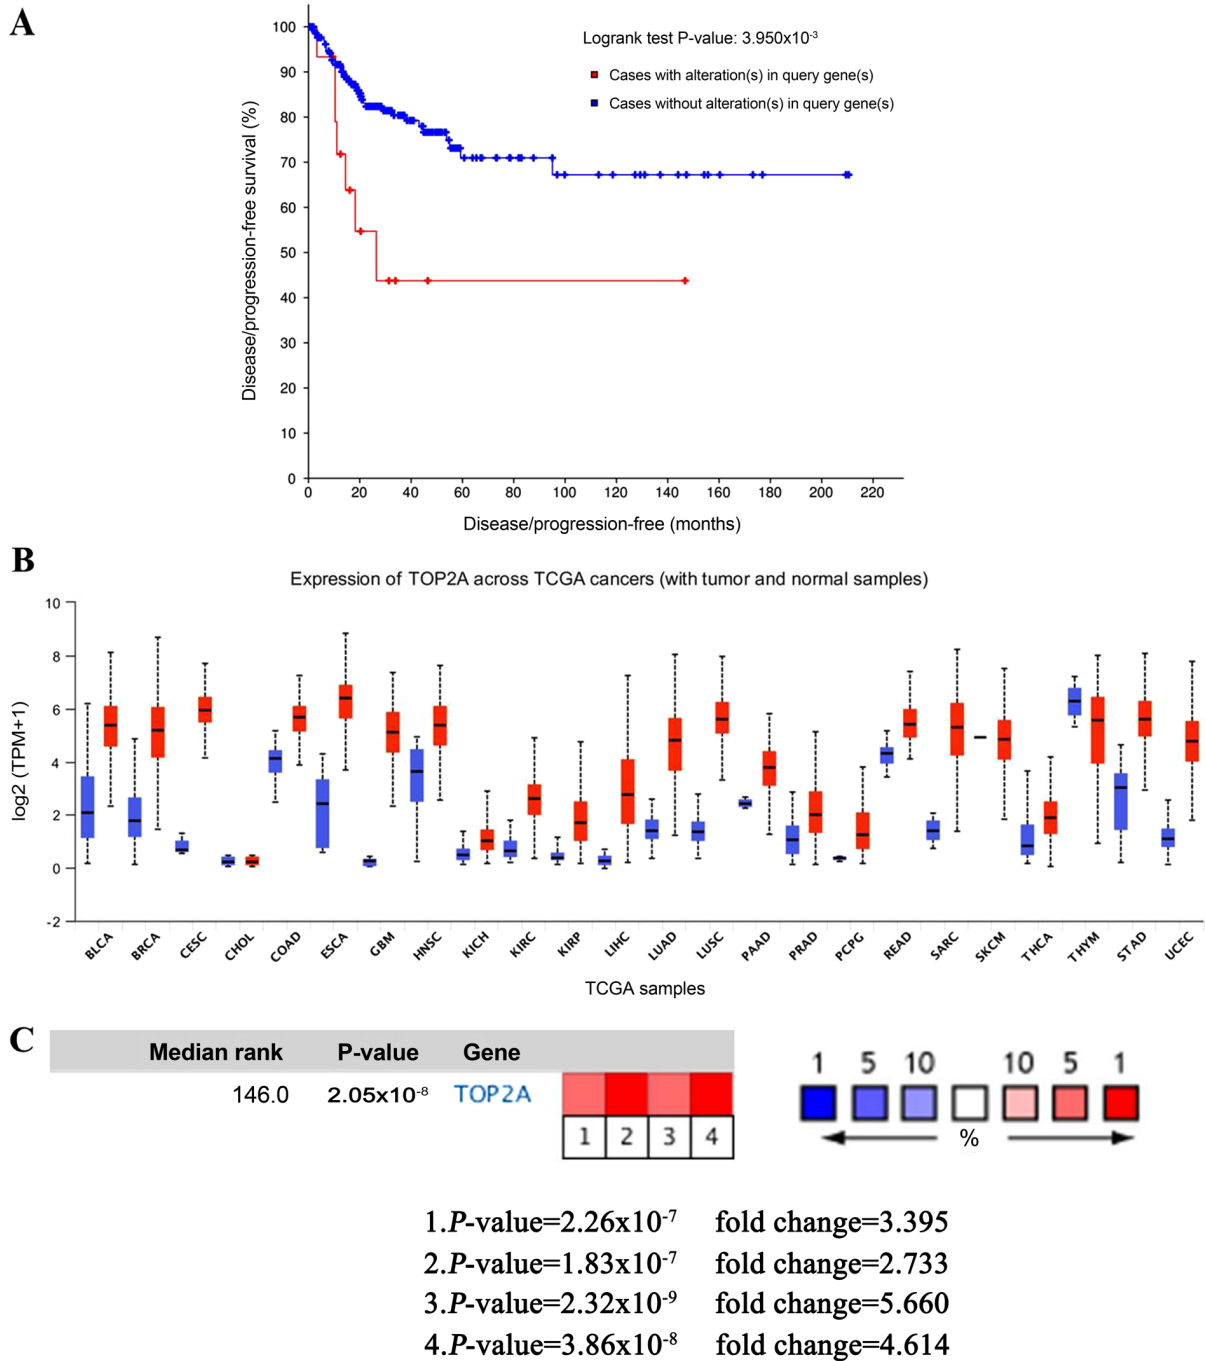 A
Logrank test P-value: 3.950x10-3
Cases with alteration(s) in query gene(s)
Cases without alteration(s) in query gene(s)
Disease/progression-free survival (%)
100
90
80
70
60
50
40
30
20
10
0
0 20 40 60 80 100 120 140 160 180 200 220
Disease/progression-free (months)
B
Expression of TOP2A across TCGA cancers (with tumor and normal samples)
log2 (TPM+1)
10
8
6
4
2
0
-2
BLCA BRCA CESC CHOL COAD ESCA GBM HNSC KICH KIRC KIRP LIHC LUAD LUSC PAAD PRAD PCPG READ SARC SKCM THCA THYM STAD UCEC
TCGA samples
C
Median rank P-value Gene
146.0 2.05x10-8 TOP2A
1 2 3 4
1 5 10 10 5 1
%
1.P-value=2.26x10-7 fold change=3.395
2.P-value=1.83x10-7 fold change=2.733
3.P-value=2.32x10-9 fold change=5.660
4.P-value=3.86x10-8 fold change=4.614